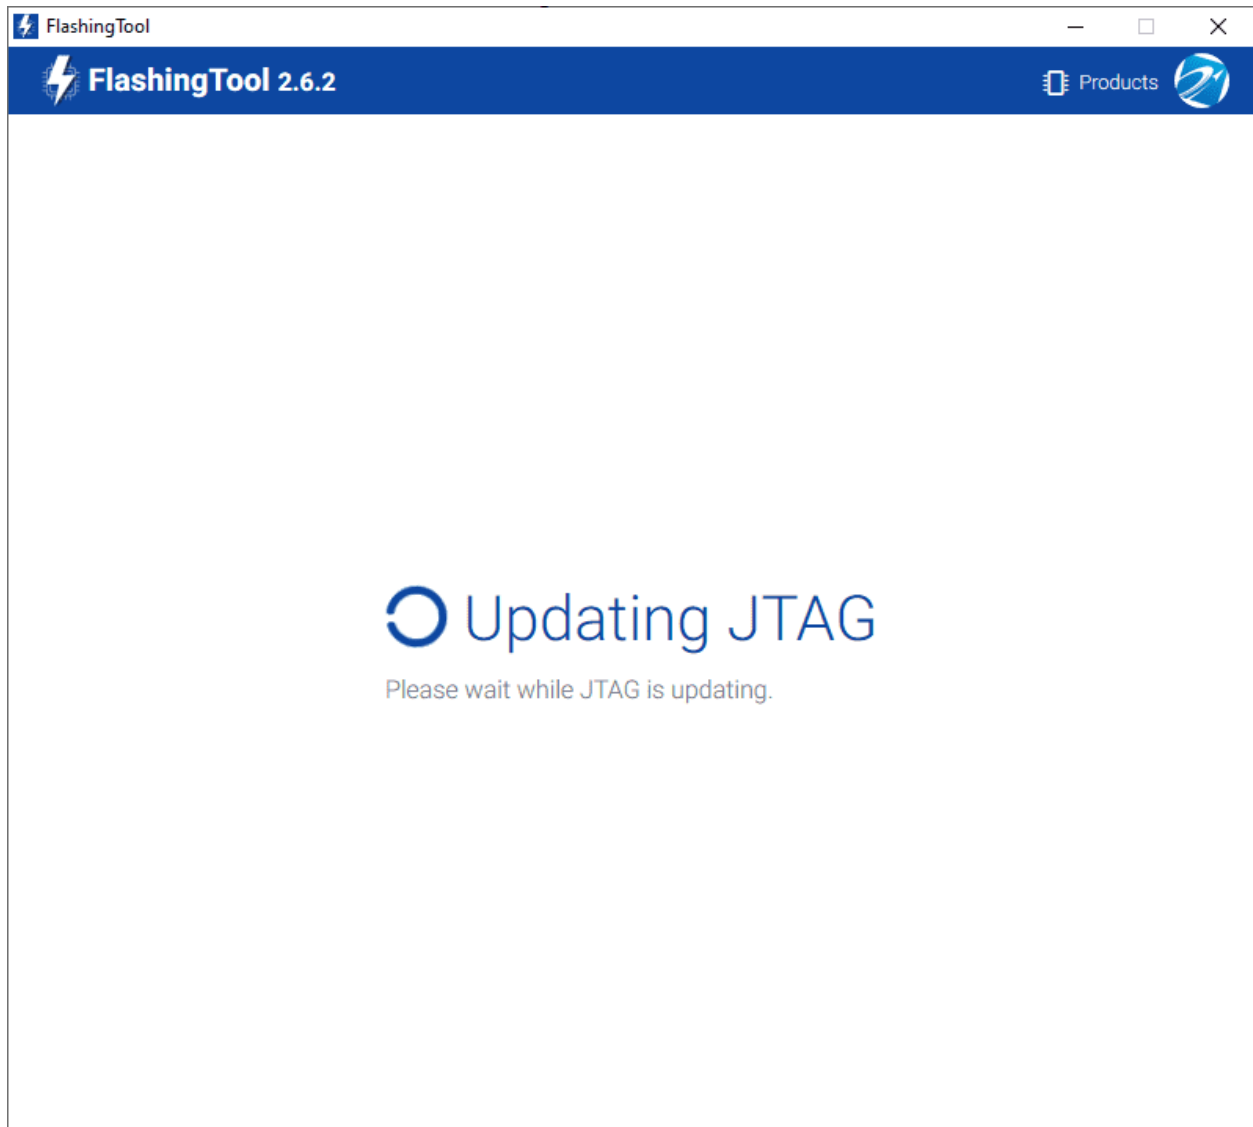 FlashingTool
FlashingTool 2.6.2
Products
Updating JTAG
Please wait while JTAG is updating.